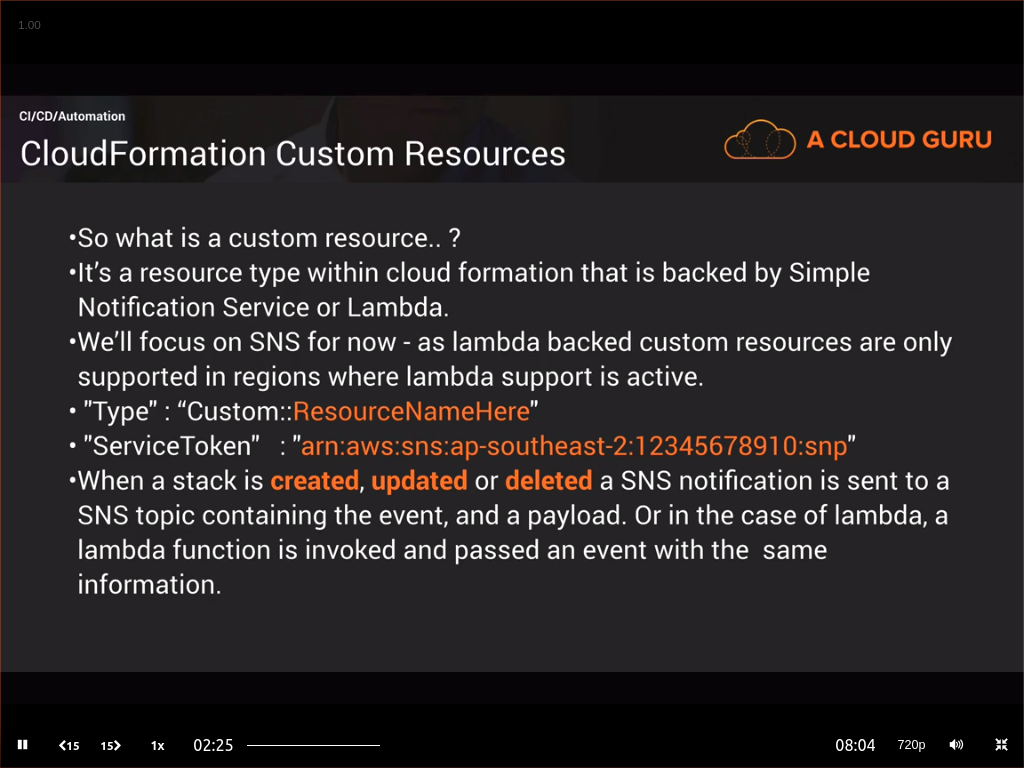 1.00
CI/CD/Automation
CloudFormation Custom Resources
A CLOUD GURU
•So what is a custom resource.. ?
•It’s a resource type within cloud formation that is backed by Simple
Notification Service or Lambda.
•We’ll focus on SNS for now - as lambda backed custom resources are only
supported in regions where lambda support is active.
• "Type" : “Custom::ResourceNameHere"
• "ServiceToken" : "arn:aws:sns:ap-southeast-2:12345678910:snp"
•When a stack is created, updated or deleted a SNS notification is sent to a
SNS topic containing the event, and a payload. Or in the case of lambda, a
lambda function is invoked and passed an event with the same
information.
15 15 1x 02:25 08:04 720p